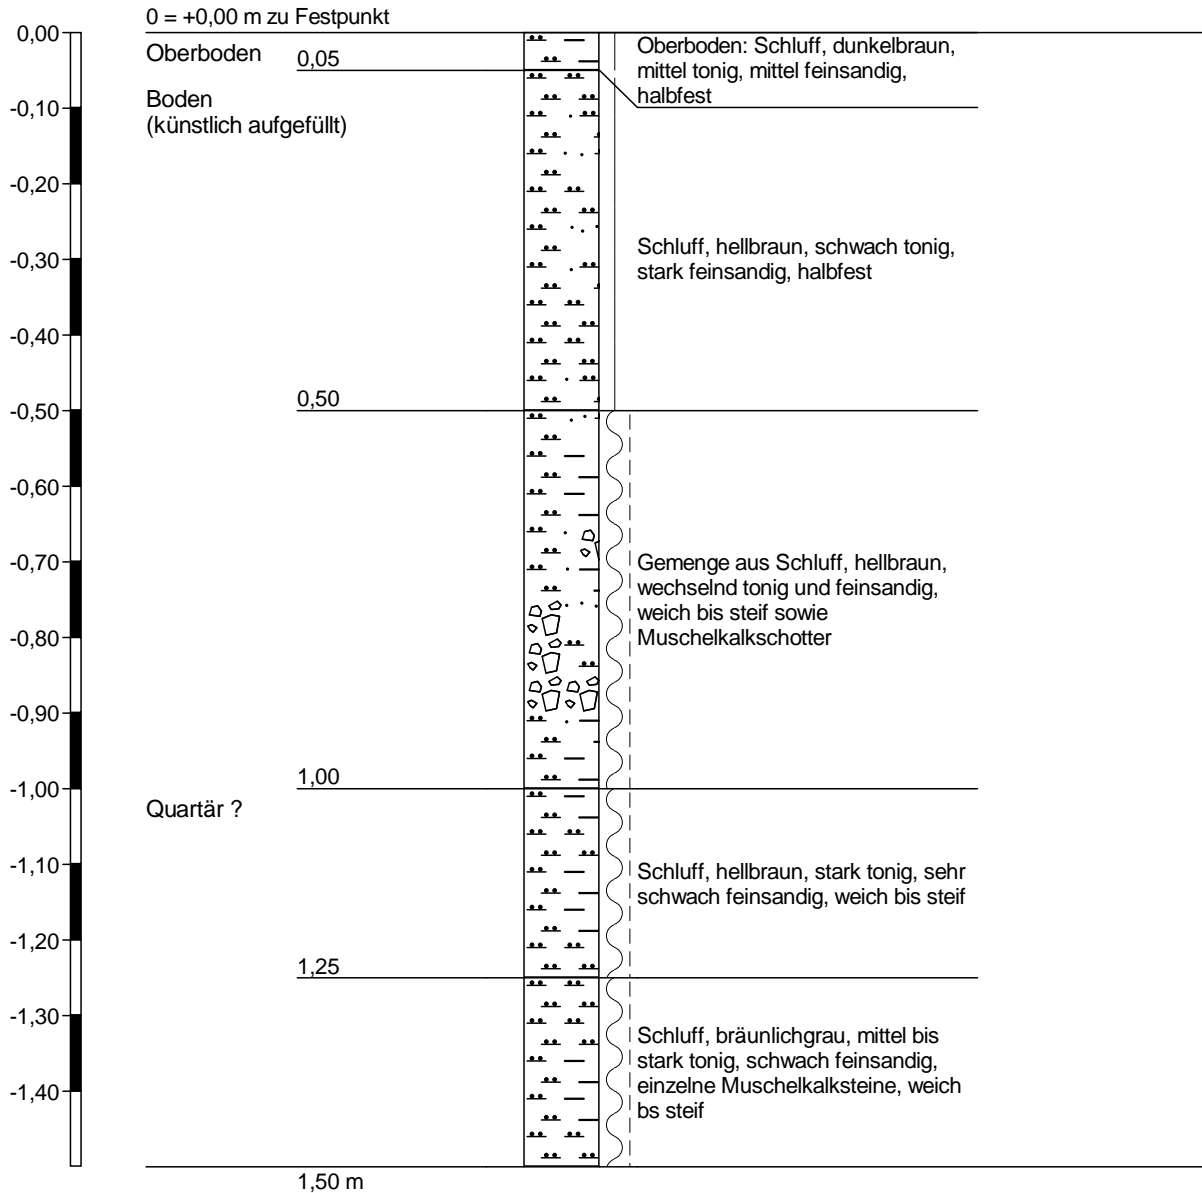 0 = +0,00 m zu Festpunkt
0,00
Oberboden
0,05
Oberboden: Schluff, dunkelbraun,
mittel tonig, mittel feinsandig,
halbfest
-0,10
Boden
(künstlich aufgefüllt)
-0,20
Schluff, hellbraun, schwach tonig,
stark feinsandig, halbfest
-0,30
-0,40
0,50
-0,50
-0,60
-0,70
Gemenge aus Schluff, hellbraun,
wechselnd tonig und feinsandig,
weich bis steif sowie
Muschelkalkschotter
-0,80
-0,90
1,00
-1,00
Quartär ?
-1,10
Schluff, hellbraun, stark tonig, sehr
schwach feinsandig, weich bis steif
-1,20
1,25
-1,30
Schluff, bräunlichgrau, mittel bis
stark tonig, schwach feinsandig,
einzelne Muschelkalksteine, weich
bs steif
-1,40
1,50 m